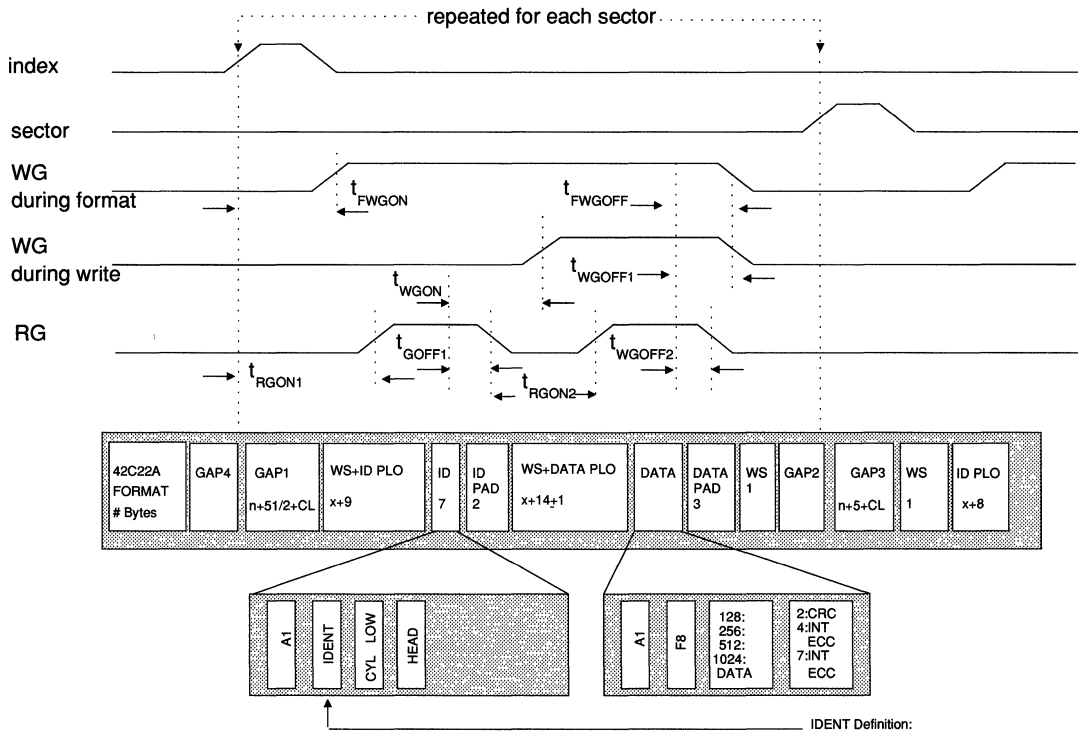 repeated for each sector
index
sector
WG
during format
tFWGON
tFWGOFF
WG
during write
tWGON
tWGOFF1
RG
tRGON1
tGOFF1
tRGON2
tWGOFF2
42C22A
FORMAT
# Bytes
GAP4
GAP1
n+51/2+CL
WS+ID PLO
x+9
ID
7
ID
PAD
2
WS+DATA PLO
x+14+1
DATA
DATA
PAD
3
WS
1
GAP2
GAP3
n+5+CL
WS
1
ID PLO
x+8
A1
IDENT
CYL LOW
HEAD
A1
F8
128:
256:
512:
1024:
DATA
2:CRC
4:INT
ECC
7:INT
ECC
IDENT Definition: